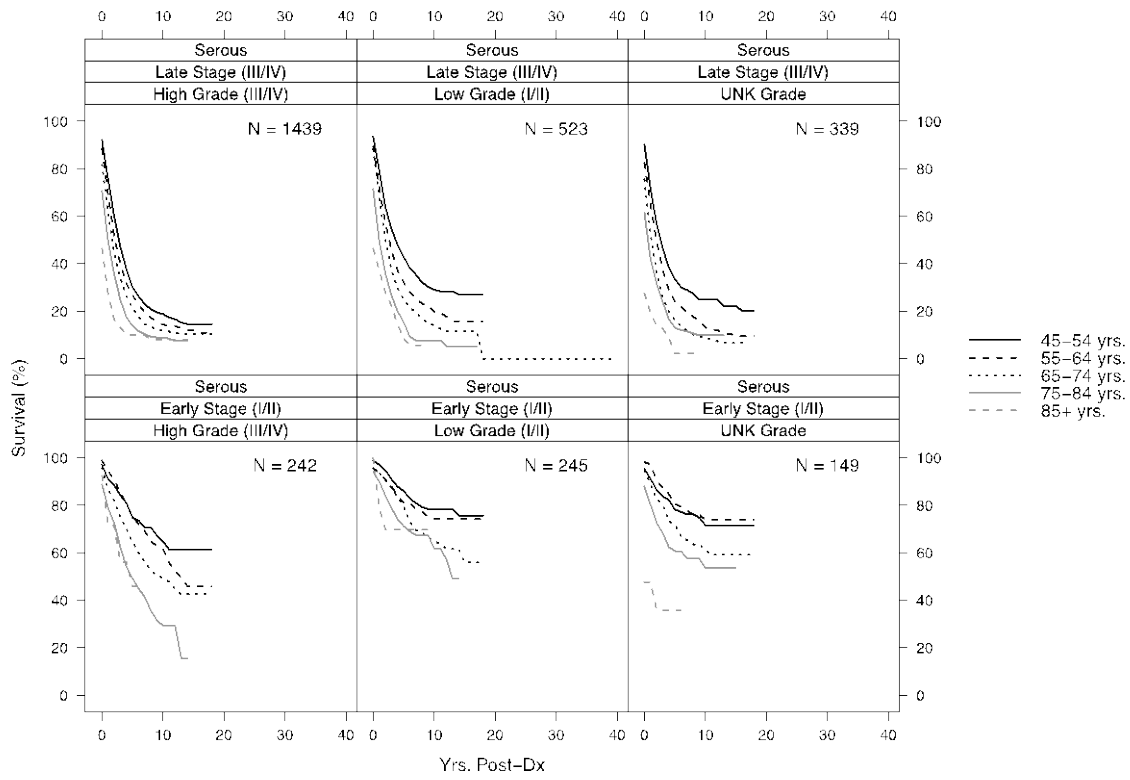 0 10 20 30 40 0 10 20 30 40 0 10 20 30 40
Serous Serous Serous
Late Stage (III/IV) Late Stage (III/IV) Late Stage (III/IV)
High Grade (III/IV) Low Grade (I/II) UNK Grade
100 N = 1439 N = 523 N = 339 100
80 80
60 60
40 40
20 20
0 0
Serous Serous Serous
Early Stage (I/II) Early Stage (I/II) Early Stage (I/II)
High Grade (III/IV) Low Grade (I/II) UNK Grade
100 N = 242 N = 245 N = 149 100
80 80
60 60
40 40
20 20
0 0
0 10 20 30 40 0 10 20 30 40 0 10 20 30 40
Survival (%)
Yrs. Post-Dx
45-54 yrs.
55-64 yrs.
65-74 yrs.
75-84 yrs.
85+ yrs.